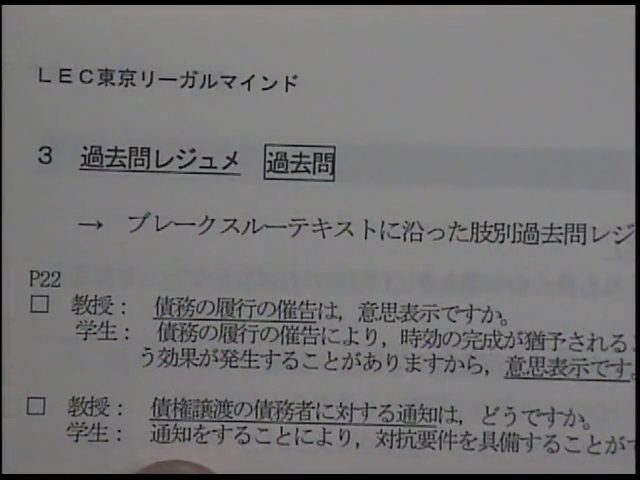 LEC東京リーガルマインド
3 過去問レジュメ 過去問
→ ブレークスルーテキストに沿った肢別過去問レジ
P22
□ 教授： 債務の履行の催告は，意思表示ですか。
学生： 債務の履行の催告により，時効の完成が猶予される
う効果が発生することがありますから，意思表示です。
□ 教授： 債権譲渡の債務者に対する通知は，どうですか。
学生： 通知をすることにより，対抗要件を具備することが